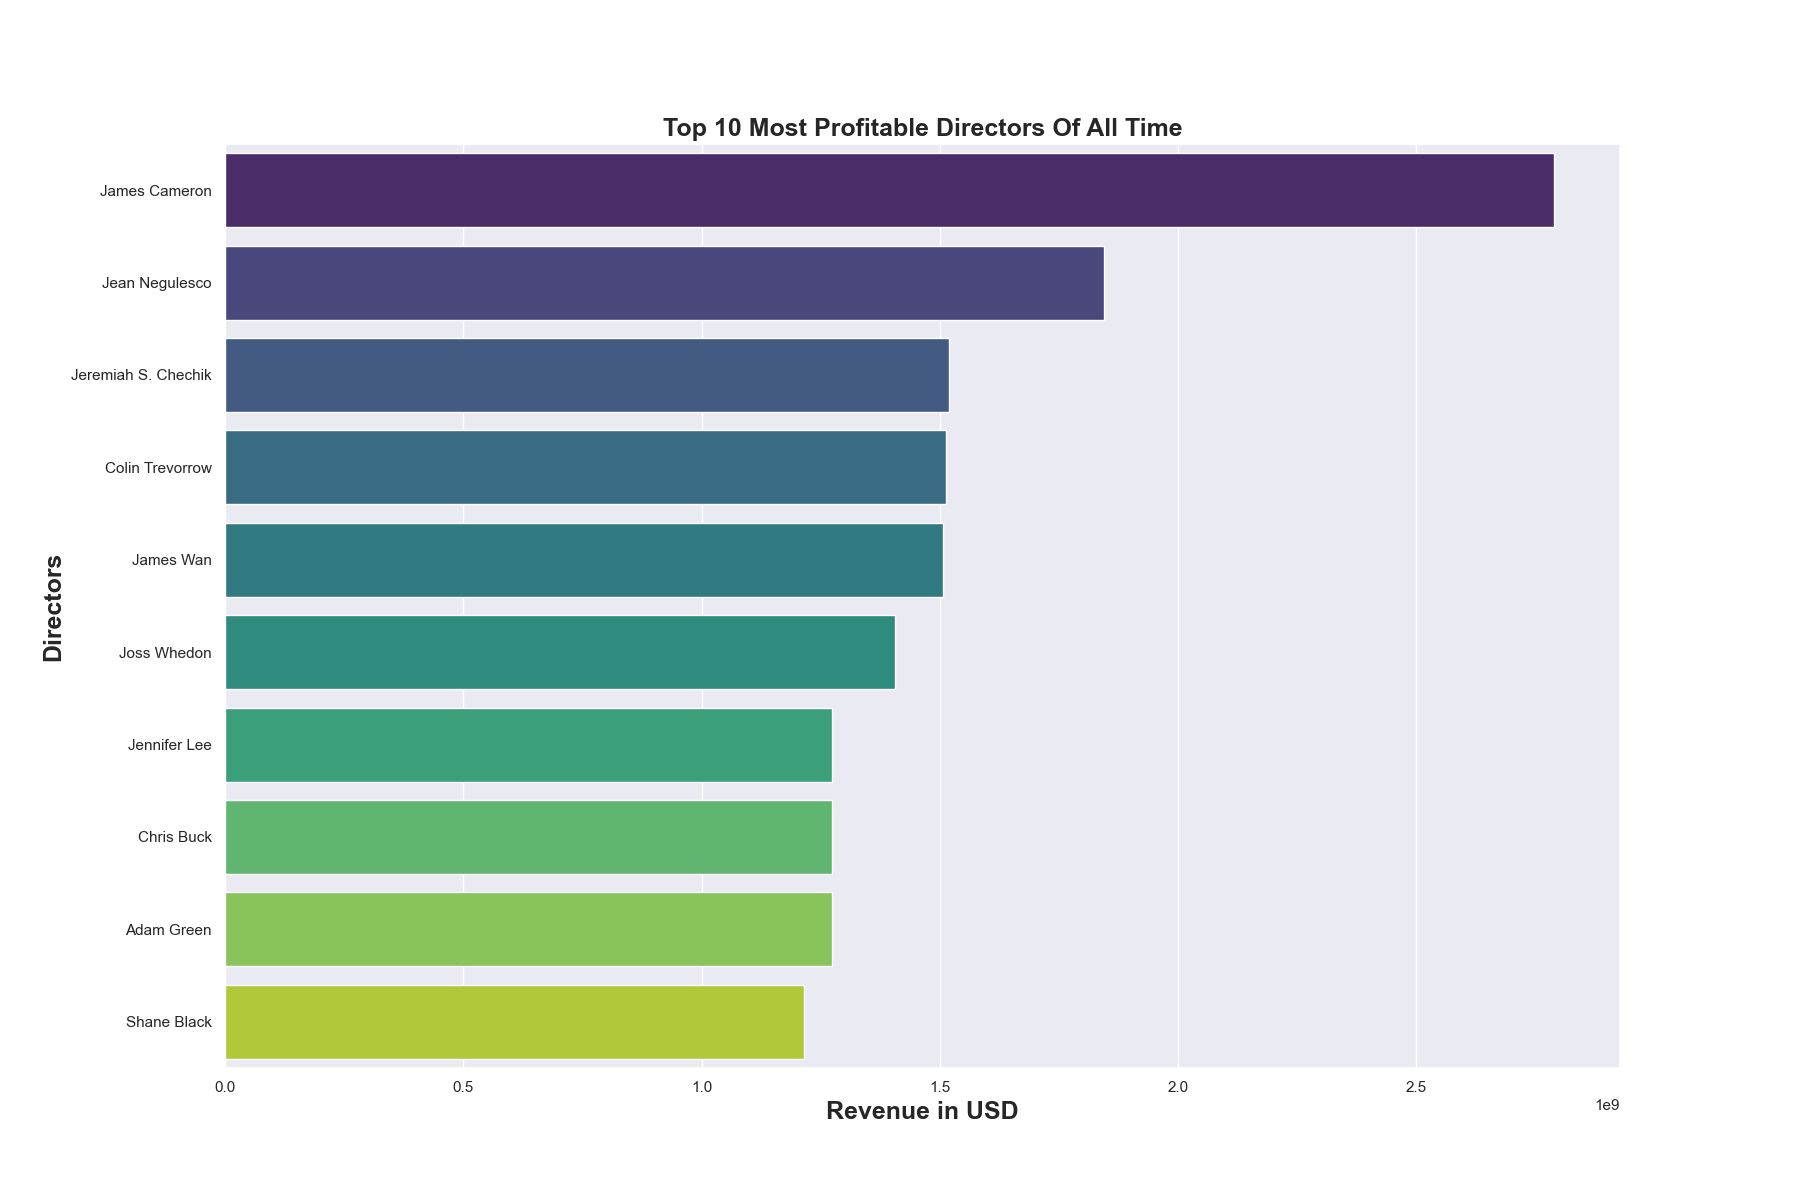 Top 10 Most Profitable Directors Of All Time
James Cameron
Jean Negulesco
Jeremiah S. Chechik
Colin Trevorrow
James Wan
Joss Whedon
Jennifer Lee
Chris Buck
Adam Green
Shane Black
Directors
0.0 0.5 1.0 1.5 2.0 2.5
1e9
Revenue in USD